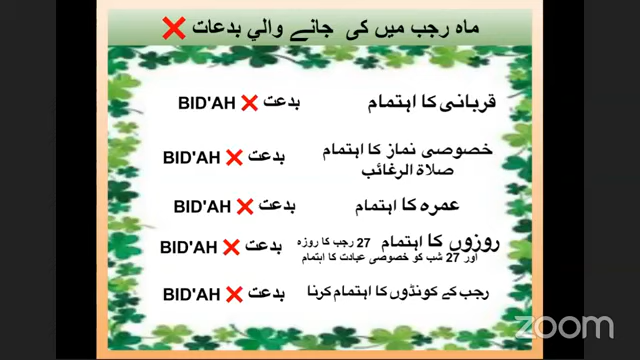 ماہ رجب میں کی جانے والي بدعات ❌
قربانی کا اہتمام بدعت ❌ BID'AH
خصوصی نماز کا اہتمام
صلاۃ الرغائب بدعت ❌ BID'AH
عمرہ کا اہتمام بدعت ❌ BID'AH
روزوں کا اہتمام 27 رجب کا روزہ
اور 27 شب کو خصوصی عبادت کا اہتمام بدعت ❌ BID'AH
رجب کے کونڈوں کا اہتمام کرنا بدعت ❌ BID'AH
zoom